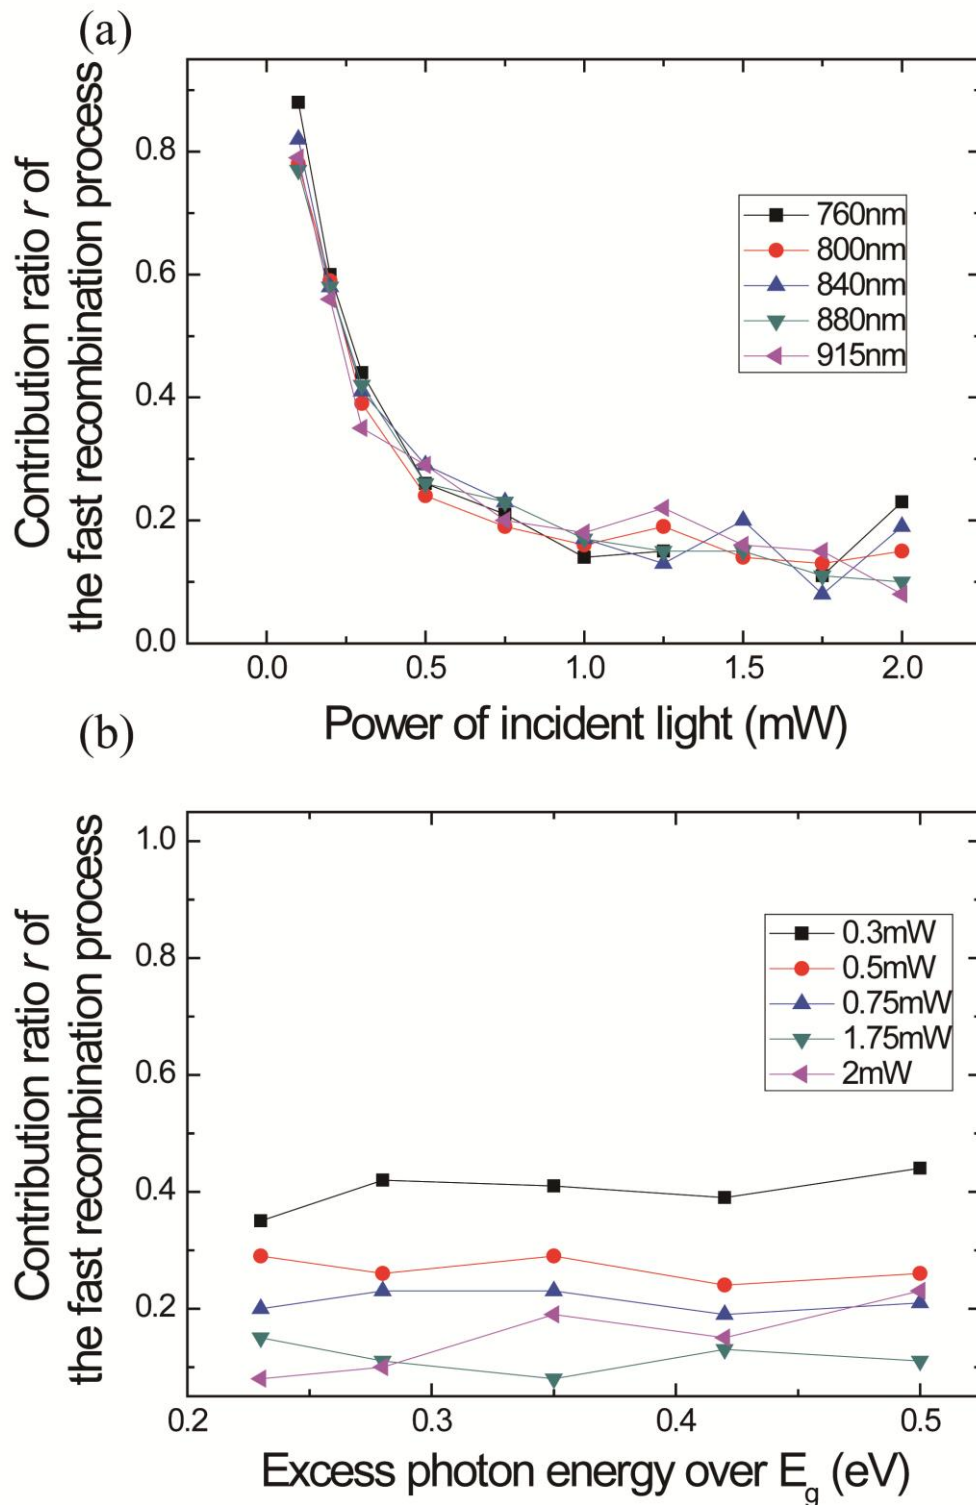 (a)
Contribution ratio r of
the fast recombination process
0.8
0.6
0.4
0.2
0.0
760nm
800nm
840nm
880nm
915nm
0.0 0.5 1.0 1.5 2.0
Power of incident light (mW)
(b)
Contribution ratio r of
the fast recombination process
1.0
0.8
0.6
0.4
0.2
0.3mW
0.5mW
0.75mW
1.75mW
2mW
0.2 0.3 0.4 0.5
Excess photon energy over Eg (eV)